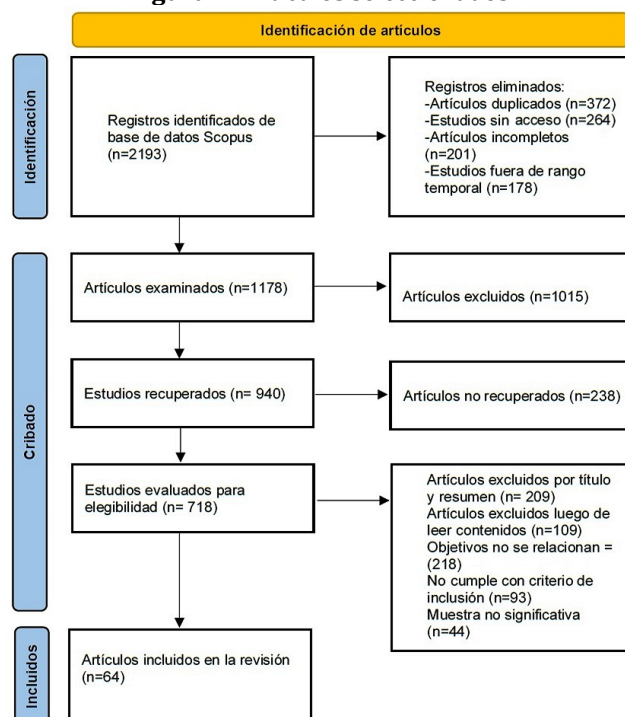 Identificación de articulos
Identificación
Registros identificados de
base de datos Scopus
(n=2193)
Registros eliminados:
-Artículos duplicados (n=372)
-Estudios sin acceso (n=264)
-Artículos incompletos
(n=201)
-Estudios fuera de rango
temporal (n=178)
Cribado
Artículos examinados (n=1178)
Artículos excluidos (n=1015)
Estudios recuperados (n= 940)
Artículos no recuperados (n=238)
Estudios evaluados para
elegibilidad (n= 718)
Artículos excluidos por título
y resumen (n= 209)
Artículos excluidos luego de
leer contenidos (n=109)
Objetivos no se relacionan =
(218)
No cumple con criterio de
inclusión (n=93)
Muestra no significativa
(n=44)
Incluidos
Artículos incluidos en la revisión
(n=64)